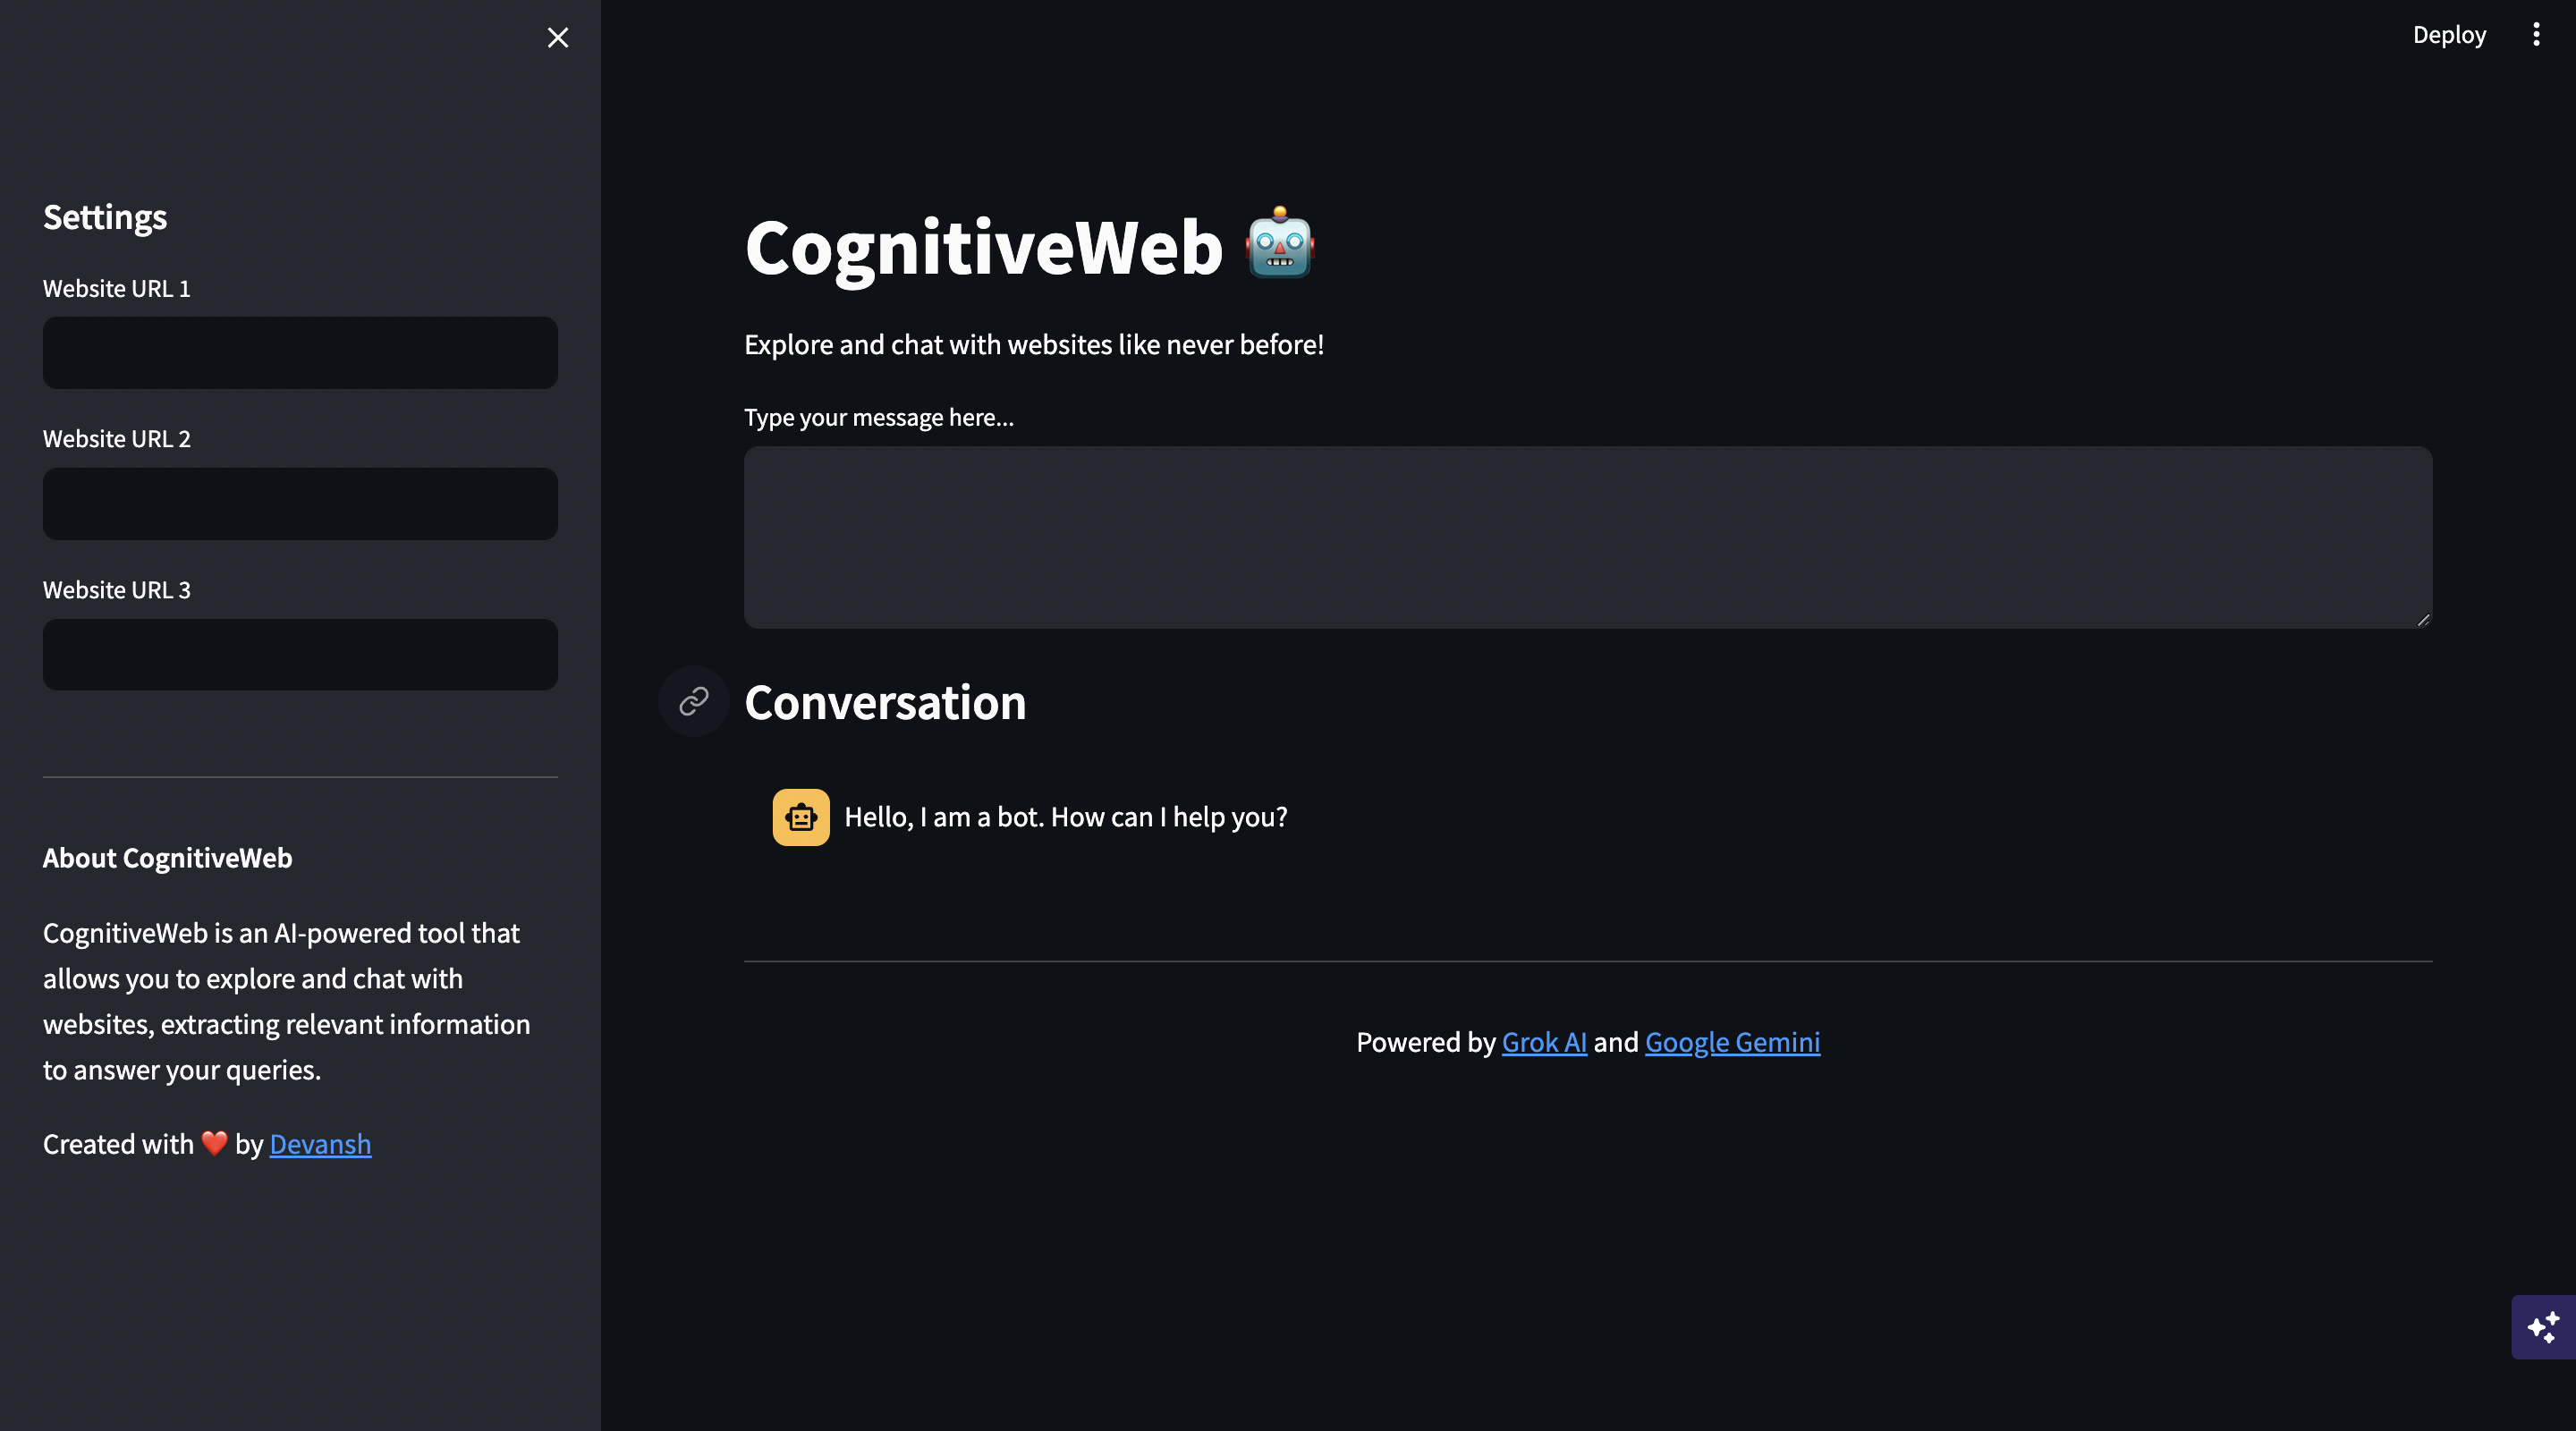 Deploy
Settings
Website URL 1
Website URL 2
Website URL 3
About CognitiveWeb
CognitiveWeb is an AI-powered tool that
allows you to explore and chat with
websites, extracting relevant information
to answer your queries.
Created with ❤️ by Devansh
CognitiveWeb 🤖
Explore and chat with websites like never before!
Type your message here...
Conversation
Hello, I am a bot. How can I help you?
Powered by Grok AI and Google Gemini